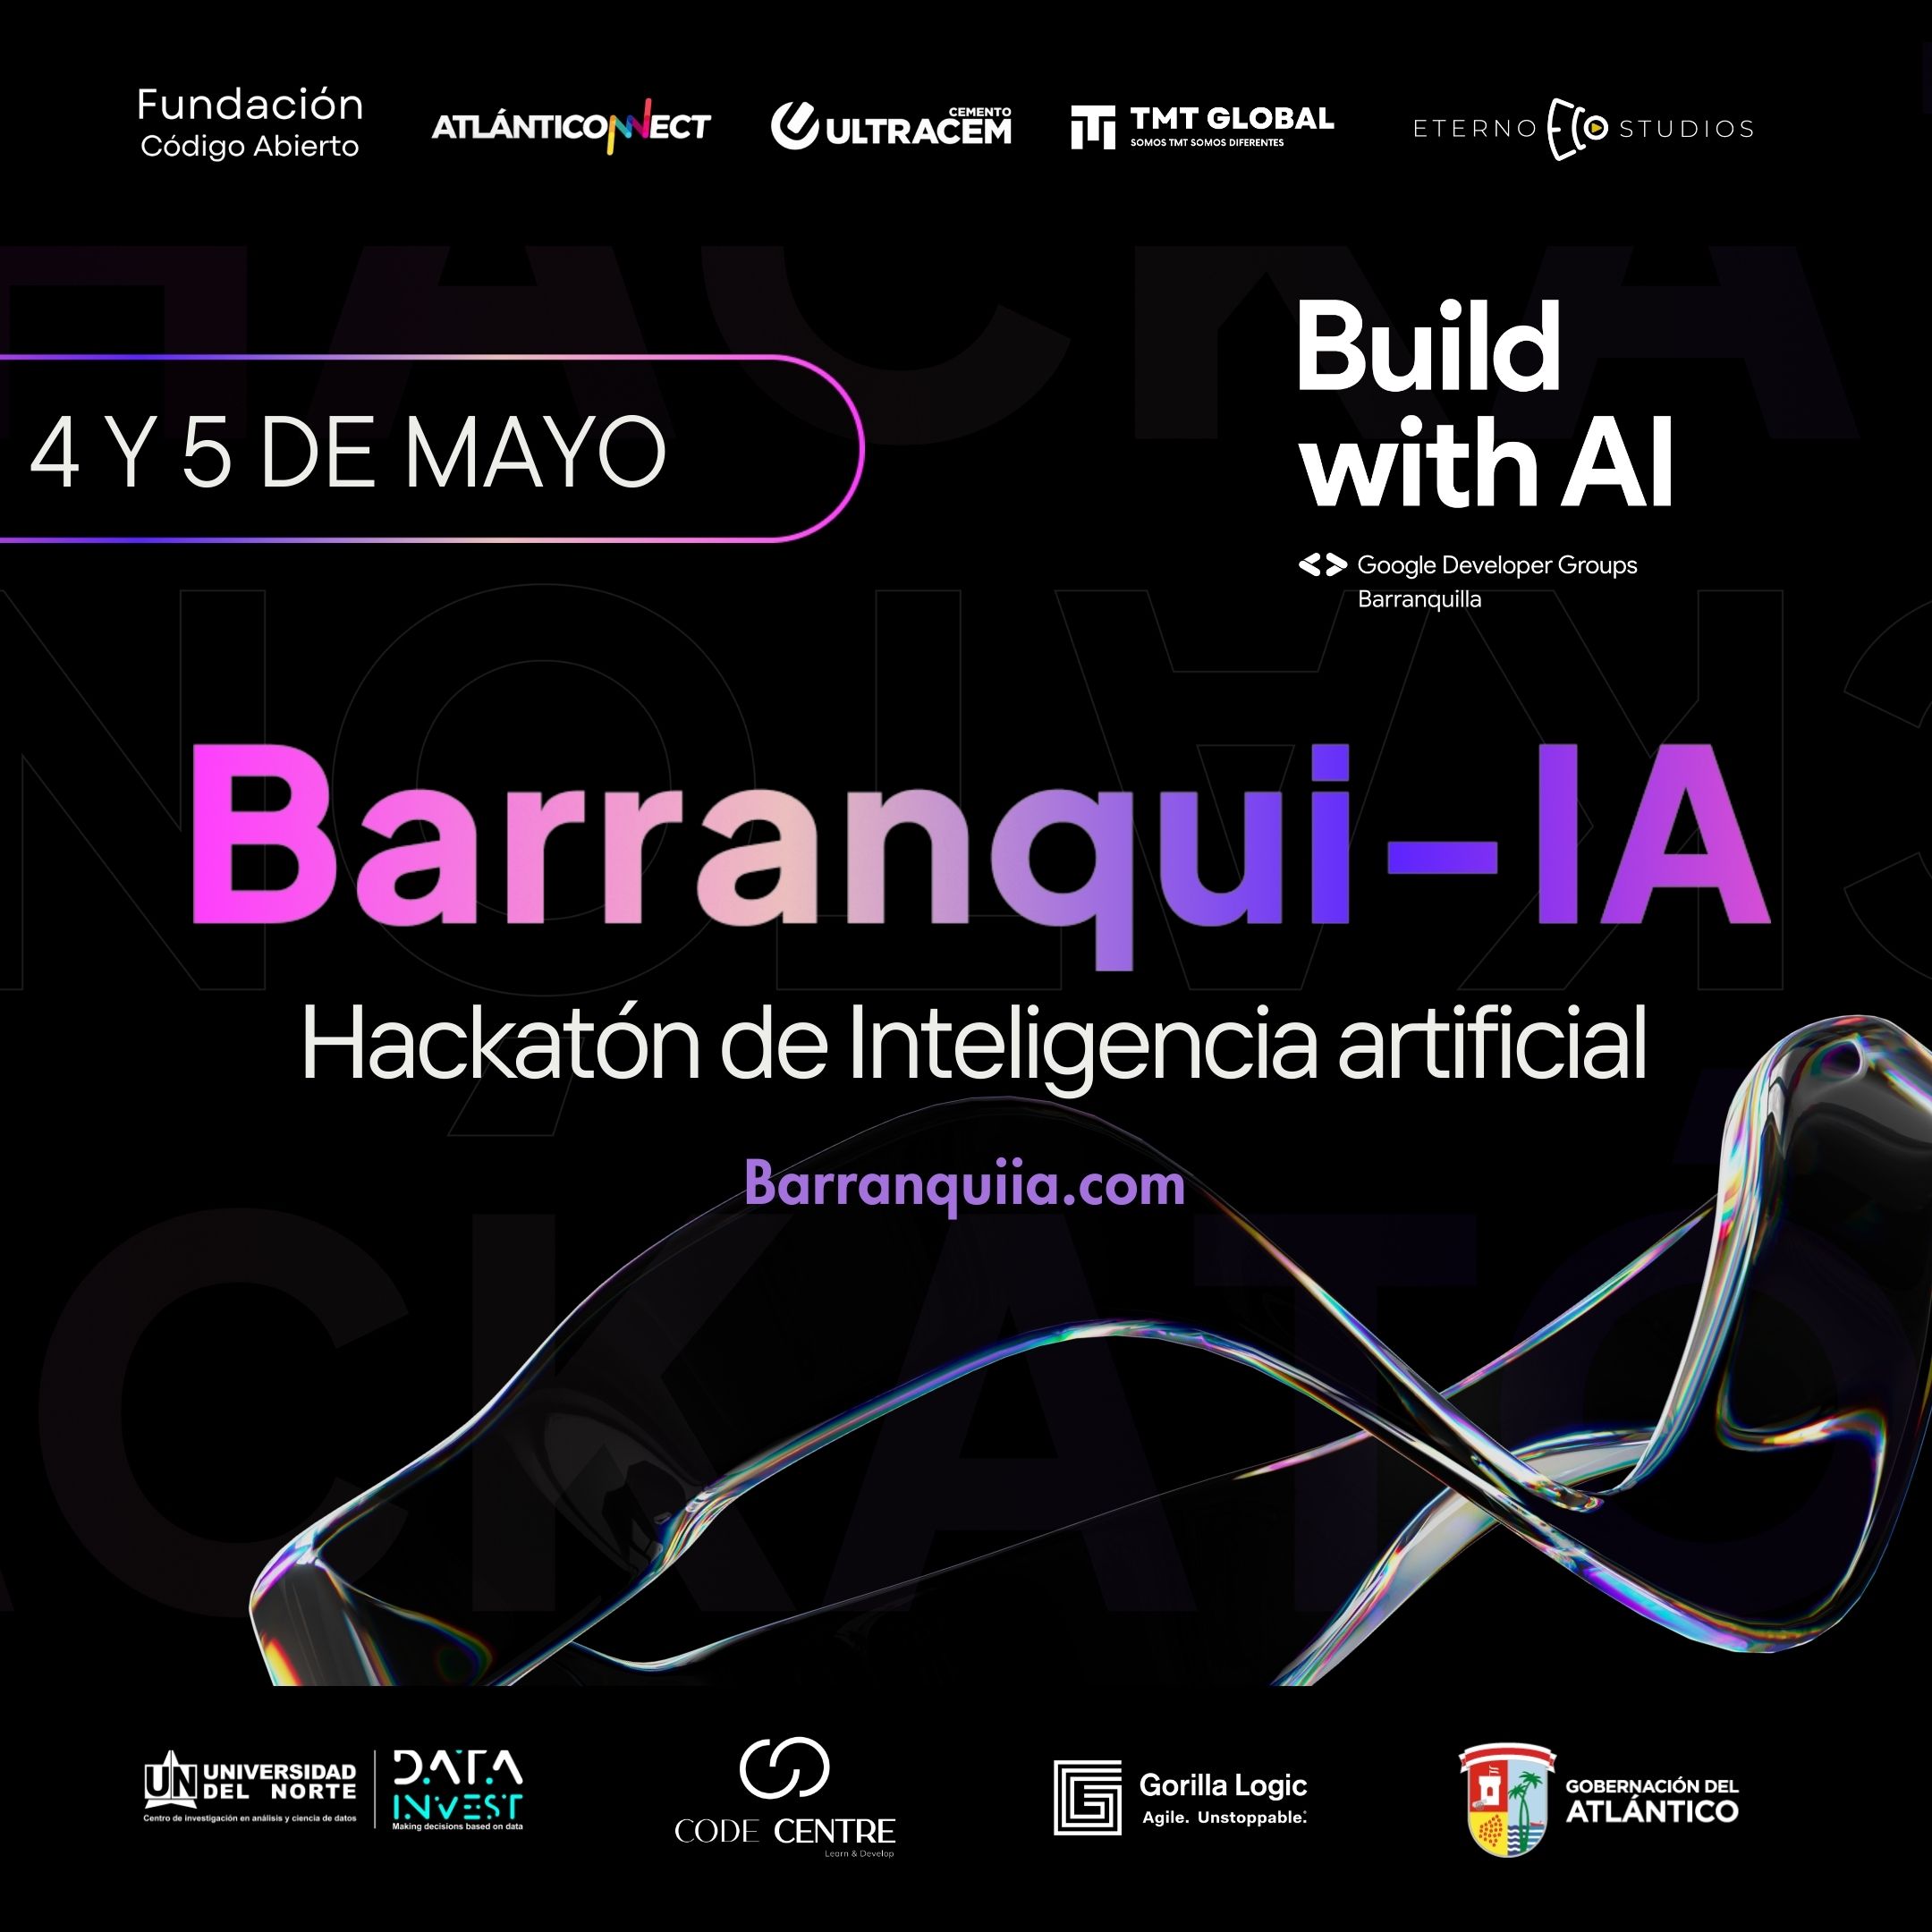 Fundación
Código Abierto
ATLÁNTICONNECT
CEMENTO
ULTRACEM
TMT GLOBAL
SOMOS TMT SOMOS DIFERENTES
ETERNO ECO STUDIOS
HACKA
4 Y 5 DE MAYO
Build
with AI
Google Developer Groups
Barranquilla
Barranqui-IA
Hackatón de Inteligencia artificial
Barranquiia.com
ACKATÓ
UN UNIVERSIDAD
DEL NORTE
Centro de investigación en análisis y ciencia de datos
DATA
INVEST
Making decisions based on data
CODE CENTRE
Learn & Develop
Gorilla Logic
Agile. Unstoppable.
GOBERNACIÓN DEL
ATLÁNTICO